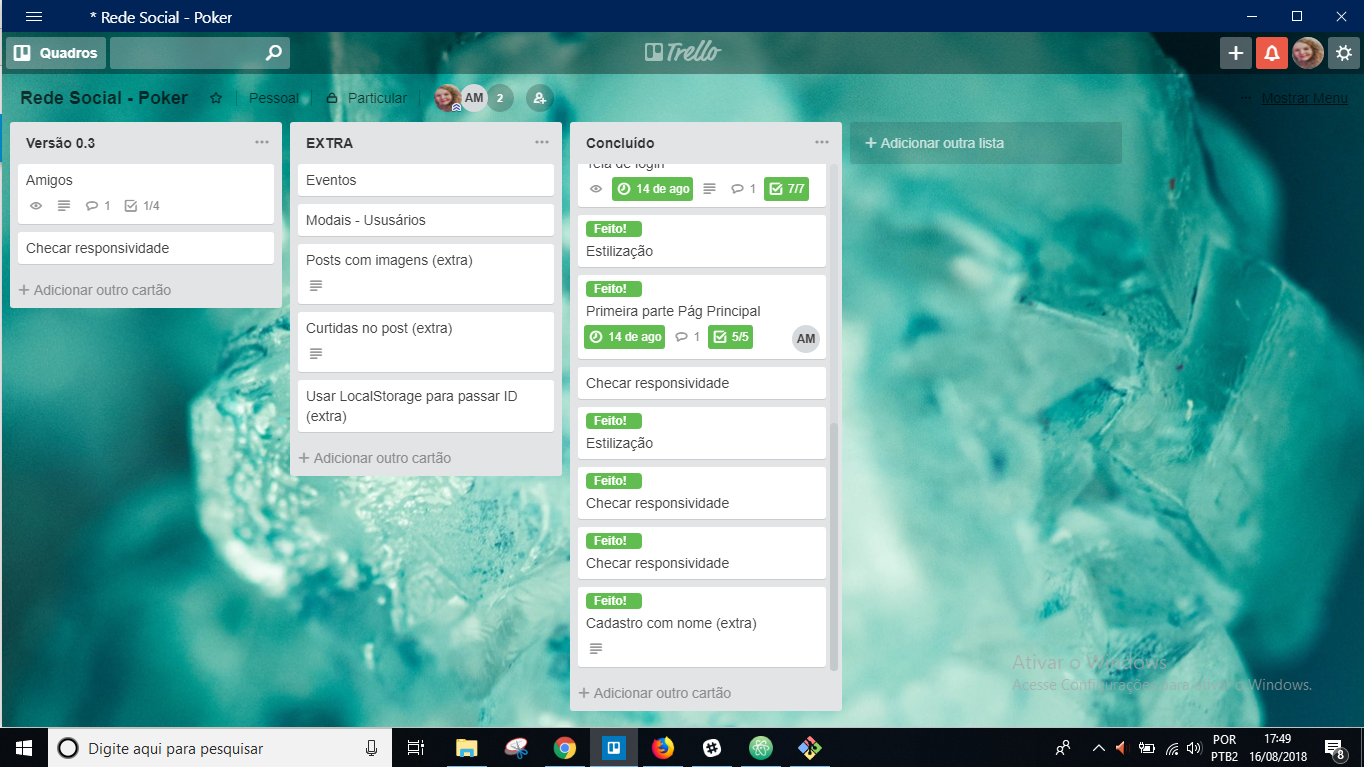 * Rede Social - Poker
Quadros
Trello
Rede Social - Poker
Pessoal
Particular
AM
2
... Mostrar Menu
Versão 0.3
Amigos
1
1/4
Checar responsividade
+ Adicionar outro cartão
EXTRA
Eventos
Modais - Ususários
Posts com imagens (extra)
Curtidas no post (extra)
Usar LocalStorage para passar ID
(extra)
+ Adicionar outro cartão
Concluído
Tela de login
14 de ago
1
7/7
Feito!
Estilização
Feito!
Primeira parte Pág Principal
14 de ago
1
5/5
AM
Checar responsividade
Feito!
Estilização
Feito!
Checar responsividade
Feito!
Checar responsividade
Feito!
Cadastro com nome (extra)
+ Adicionar outro cartão
+ Adicionar outra lista
Ativar o Windows
Acesse Configurações para ativar o Windows.
Digite aqui para pesquisar
POR
PTB2
17:49
16/08/2018
8